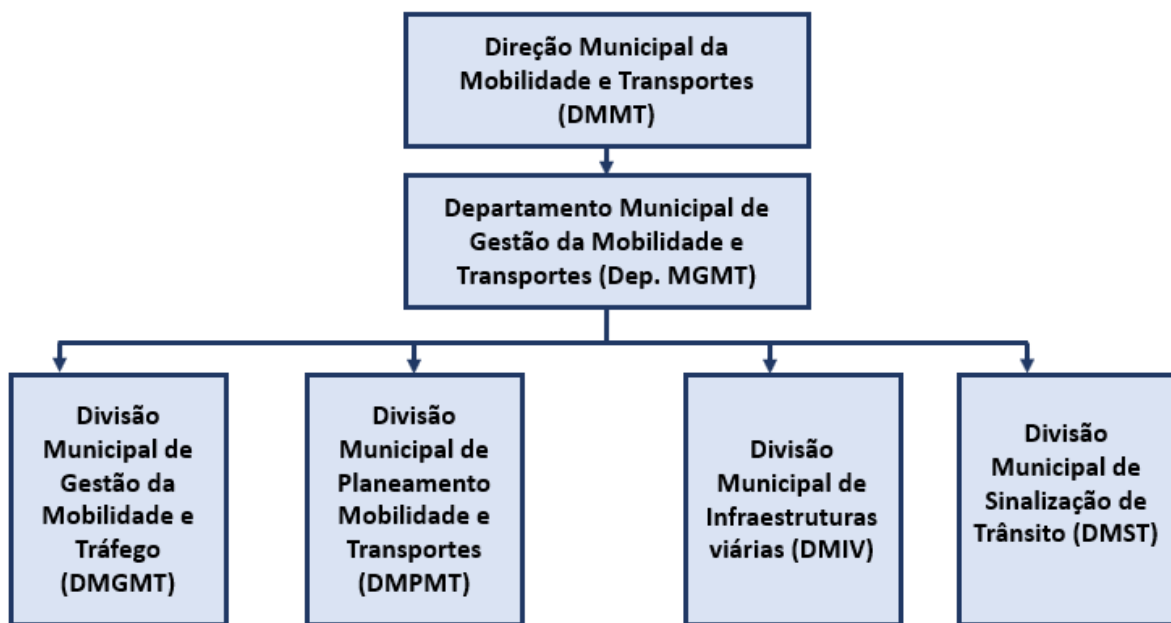 Direção Municipal da
Mobilidade e Transportes
(DMMT)
Departamento Municipal de
Gestão da Mobilidade e
Transportes (Dep. MGMT)
Divisão
Municipal de
Gestão da
Mobilidade e
Tráfego
(DMGMT)
Divisão
Municipal de
Planeamento
Mobilidade e
Transportes
(DMPMT)
Divisão
Municipal de
Infraestruturas
viárias (DMIV)
Divisão
Municipal de
Sinalização de
Trânsito (DMST)